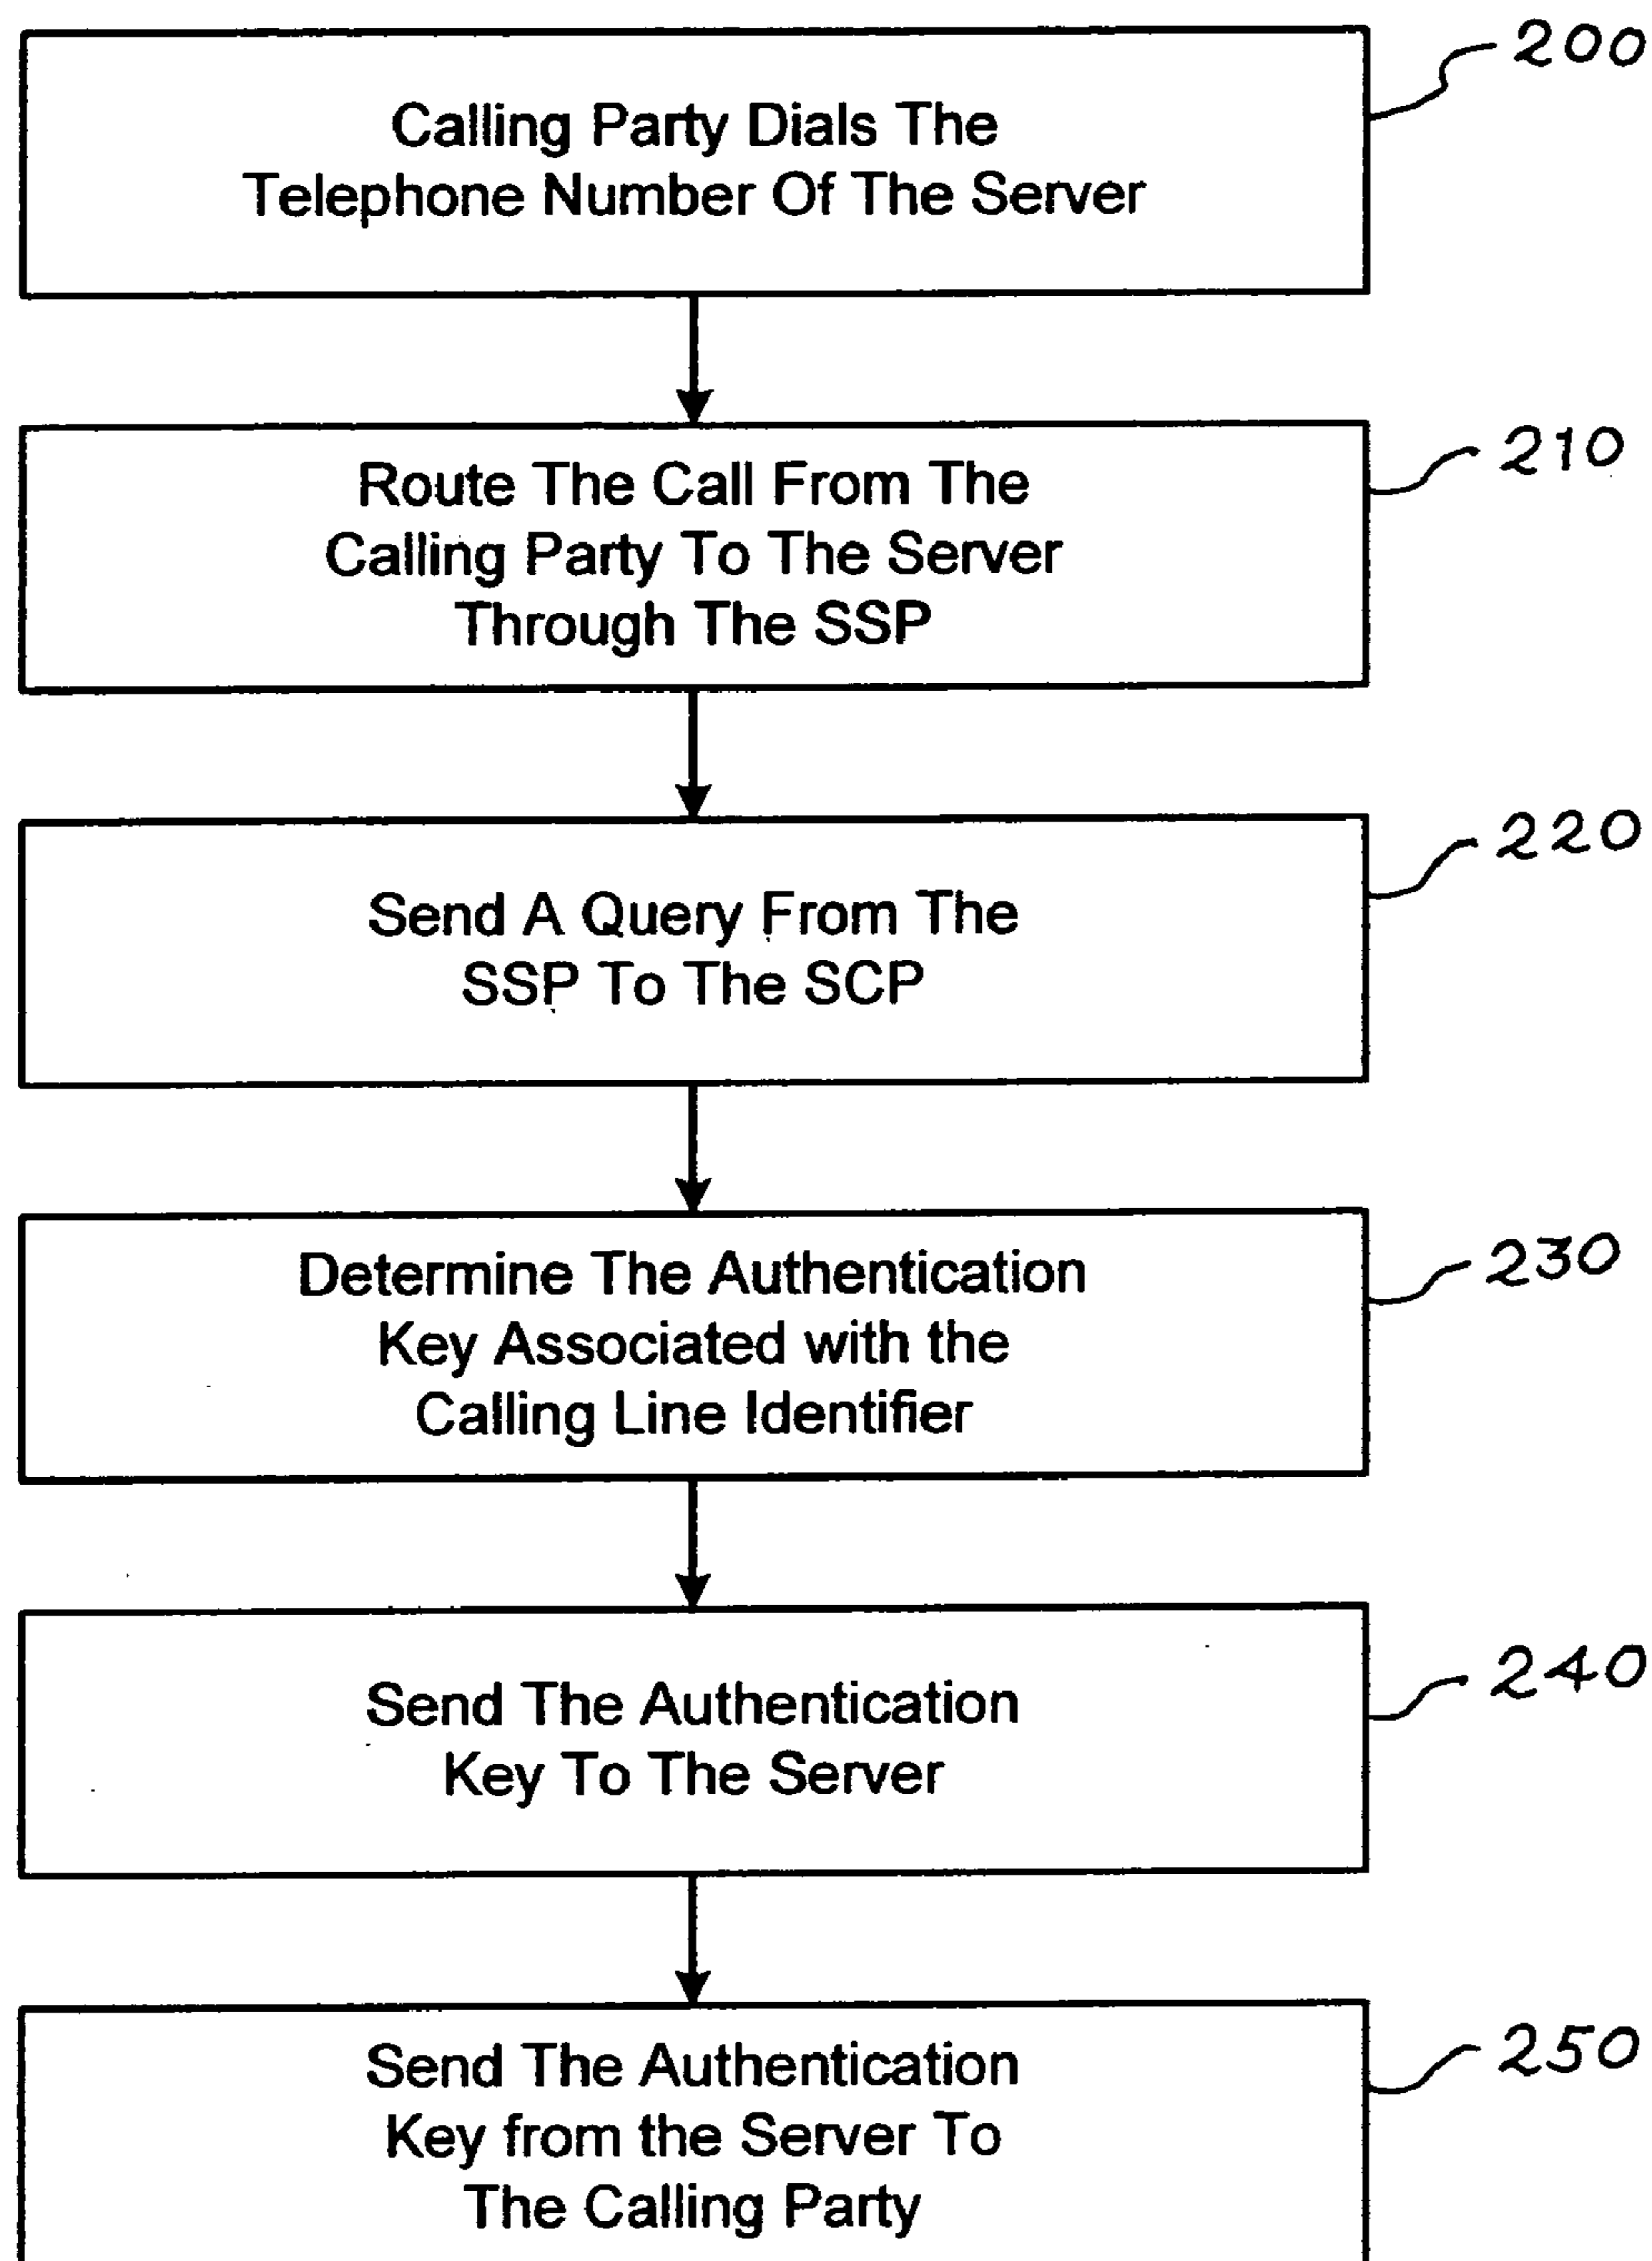 Calling Party Dials The
Telephone Number Of The Server
200
Route The Call From The
Calling Party To The Server
Through The SSP
210
Send A Query From The
SSP To The SCP
220
Determine The Authentication
Key Associated with the
Calling Line Identifier
230
Send The Authentication
Key To The Server
240
Send The Authentication
Key from the Server To
The Calling Party
250